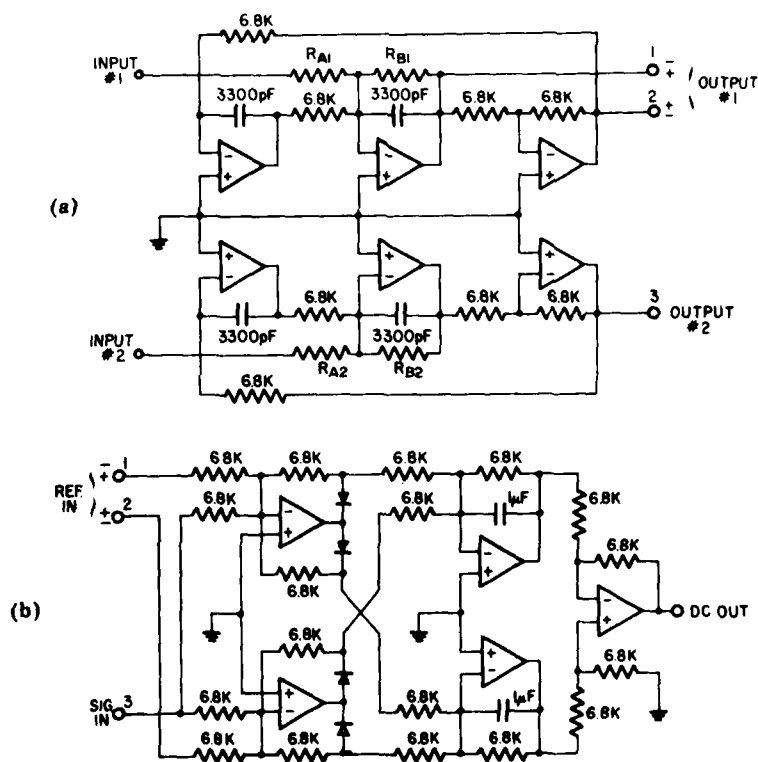 6.8K
INPUT #1
RA1
RB1
1 - +
OUTPUT #1
2 + -
3300pF
6.8K
3300pF
6.8K
6.8K
- +
- +
- +
(a)
+ -
+ -
+ -
3300pF
6.8K
3300pF
6.8K
6.8K
3 OUTPUT #2
INPUT #2
RA2
RB2
6.8K
REF. IN
- + 1
+ - 2
6.8K
6.8K
6.8K
6.8K
6.8K
6.8K
1µF
6.8K
- +
6.8K
- +
6.8K
6.8K
- +
DC OUT
(b)
6.8K
+ -
+ -
6.8K
6.8K
SIG IN 3
6.8K
6.8K
1µF
6.8K
6.8K
6.8K
6.8K